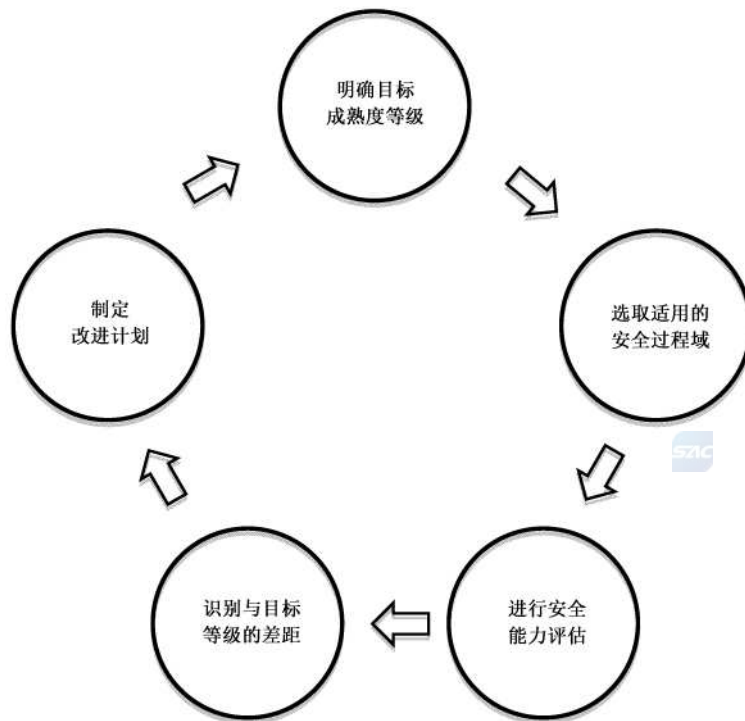 明确目标
成熟度等级
选取适用的
安全过程域
SAC
进行安全
能力评估
识别与目标
等级的差距
制定
改进计划